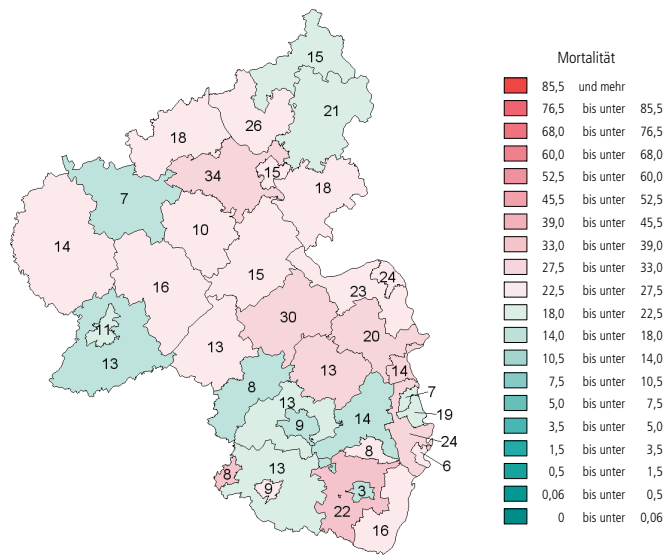 Mortalität
85,5 und mehr
76,5 bis unter 85,5
68,0 bis unter 76,5
60,0 bis unter 68,0
52,5 bis unter 60,0
45,5 bis unter 52,5
39,0 bis unter 45,5
33,0 bis unter 39,0
27,5 bis unter 33,0
22,5 bis unter 27,5
18,0 bis unter 22,5
14,0 bis unter 18,0
10,5 bis unter 14,0
7,5 bis unter 10,5
5,0 bis unter 7,5
3,5 bis unter 5,0
1,5 bis unter 3,5
0,5 bis unter 1,5
0,06 bis unter 0,5
0 bis unter 0,06
15
21
26
18
34
15
18
7
10
14
15
16
24
23
30
20
11
13
13
13
14
8
7
13
19
9
14
24
8
6
13
8
9
3
22
16